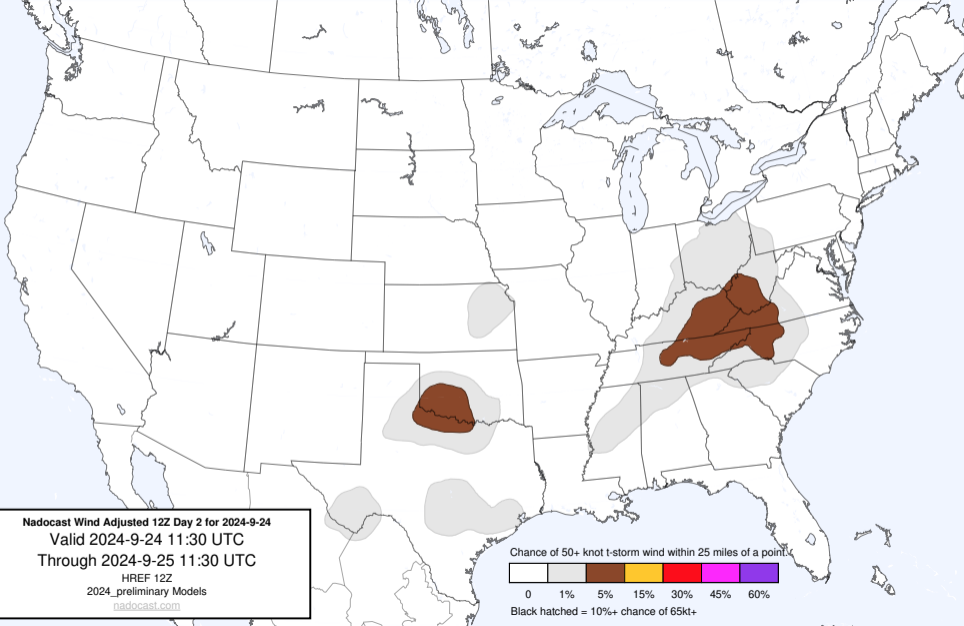 Nadocast Wind Adjusted 12Z Day 2 for 2024-9-24
Valid 2024-9-24 11:30 UTC
Through 2024-9-25 11:30 UTC
HREF 12Z
2024_preliminary Models
nadocast.com
Chance of 50+ knot t-storm wind within 25 miles of a point.
0 1% 5% 15% 30% 45% 60%
Black hatched = 10%+ chance of 65kt+